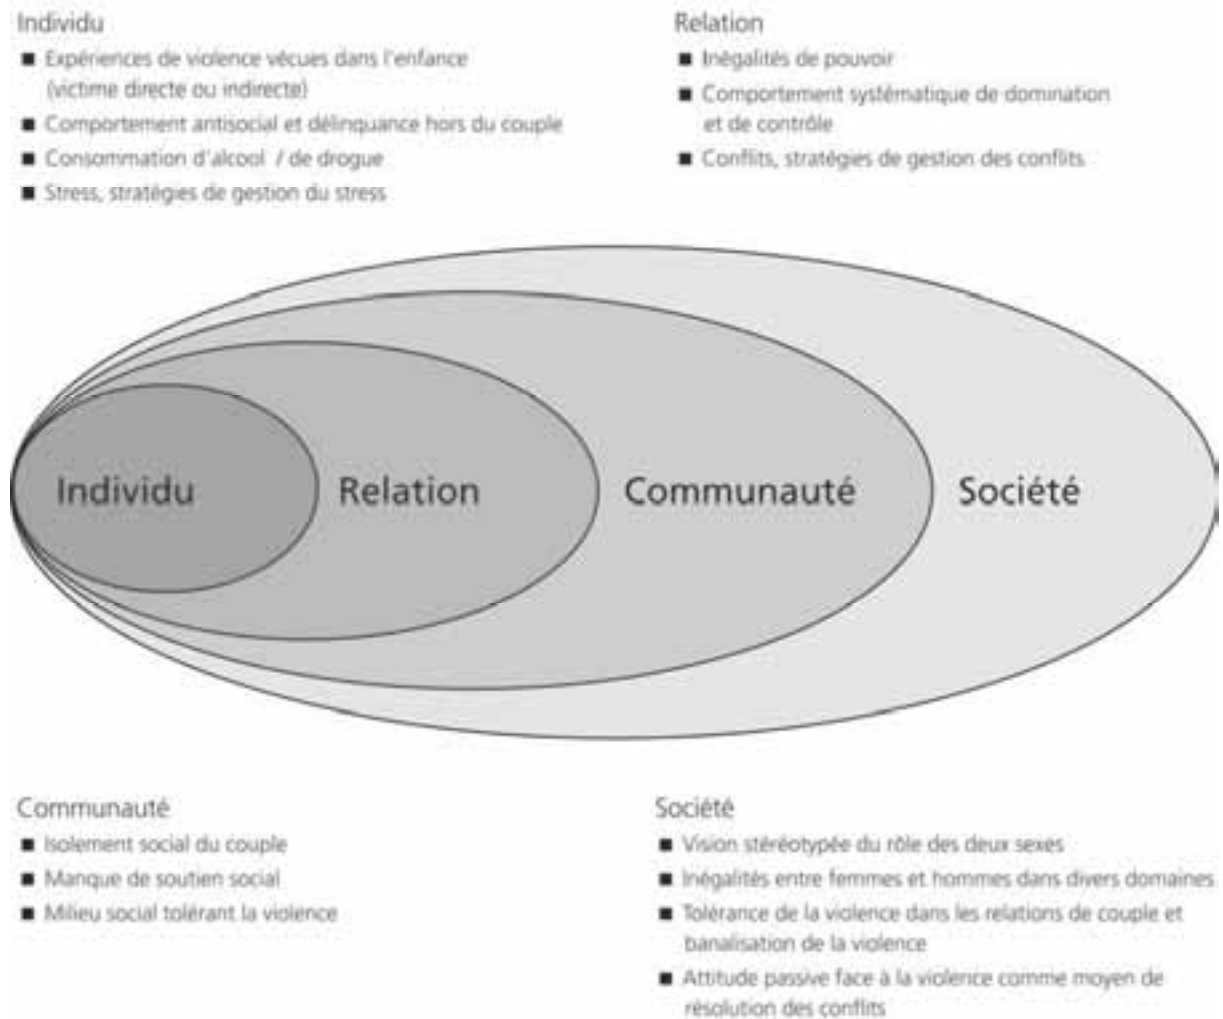 Individu
■ Expériences de violence vécues dans l'enfance
(victime directe ou indirecte)
■ Comportement antisocial et délinquance hors du couple
■ Consommation d'alcool / de drogue
■ Stress, stratégies de gestion du stress
Relation
■ Inégalités de pouvoir
■ Comportement systématique de domination
et de contrôle
■ Conflits, stratégies de gestion des conflits
Individu
Relation
Communauté
Société
Communauté
■ Isolement social du couple
■ Manque de soutien social
■ Milieu social tolérant la violence
Société
■ Vision stéréotypée du rôle des deux sexes
■ Inégalités entre femmes et hommes dans divers domaines
■ Tolérance de la violence dans les relations de couple et
banalisation de la violence
■ Attitude passive face à la violence comme moyen de
résolution des conflits